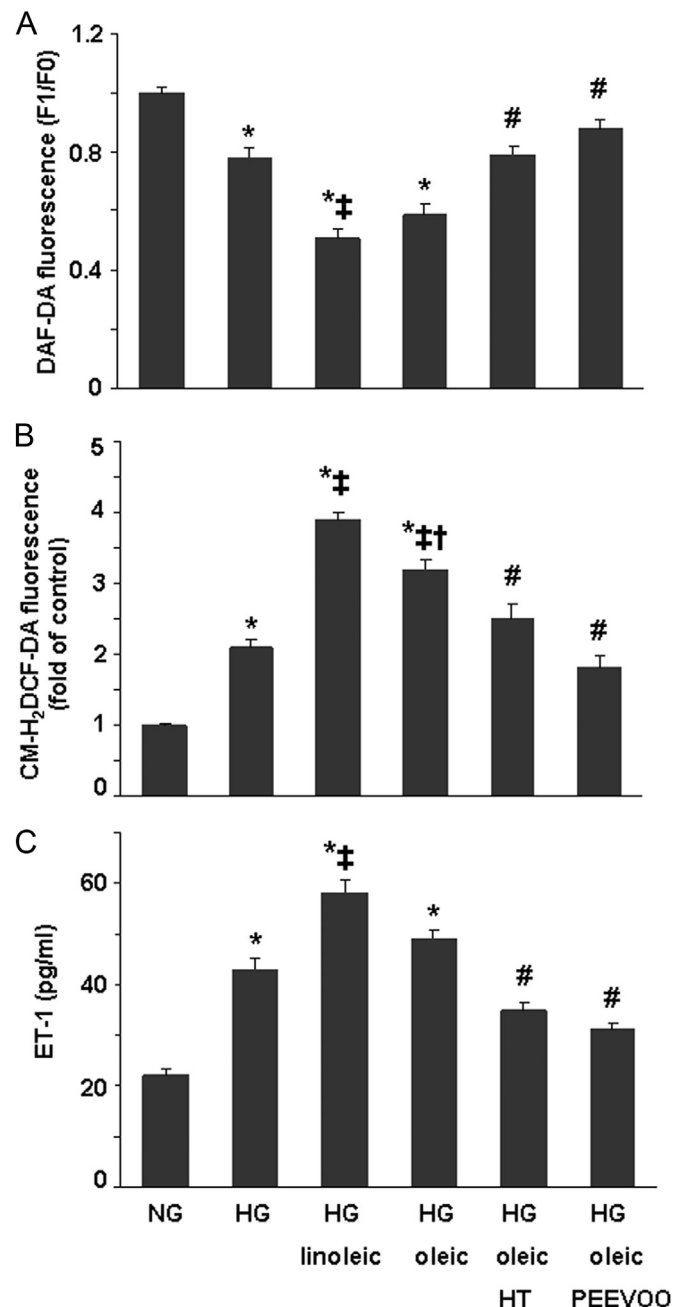 A
DAF-DA fluorescence (F1/F0)
1.2
0.8
0.4
0
*
*‡
*
#
#
B
CM-H₂DCF-DA fluorescence
(fold of control)
5
4
3
2
1
0
*
*‡
*‡†
#
#
C
ET-1 (pg/ml)
60
40
20
0
*
*‡
*
#
#
NG HG HG HG HG HG
linoleic oleic oleic oleic
HT PEEVOO